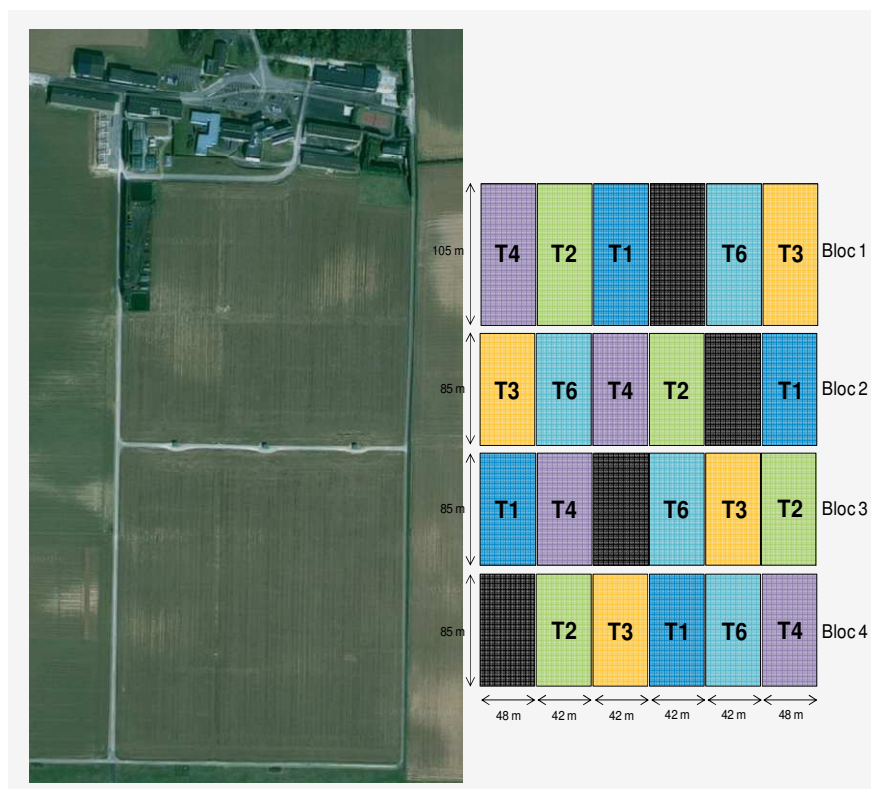 105 m
T4 T2 T1 T6 T3 Bloc 1
85 m
T3 T6 T4 T2 T1 Bloc 2
85 m
T1 T4 T6 T3 T2 Bloc 3
85 m
T2 T3 T1 T6 T4 Bloc 4
48 m 42 m 42 m 42 m 42 m 48 m